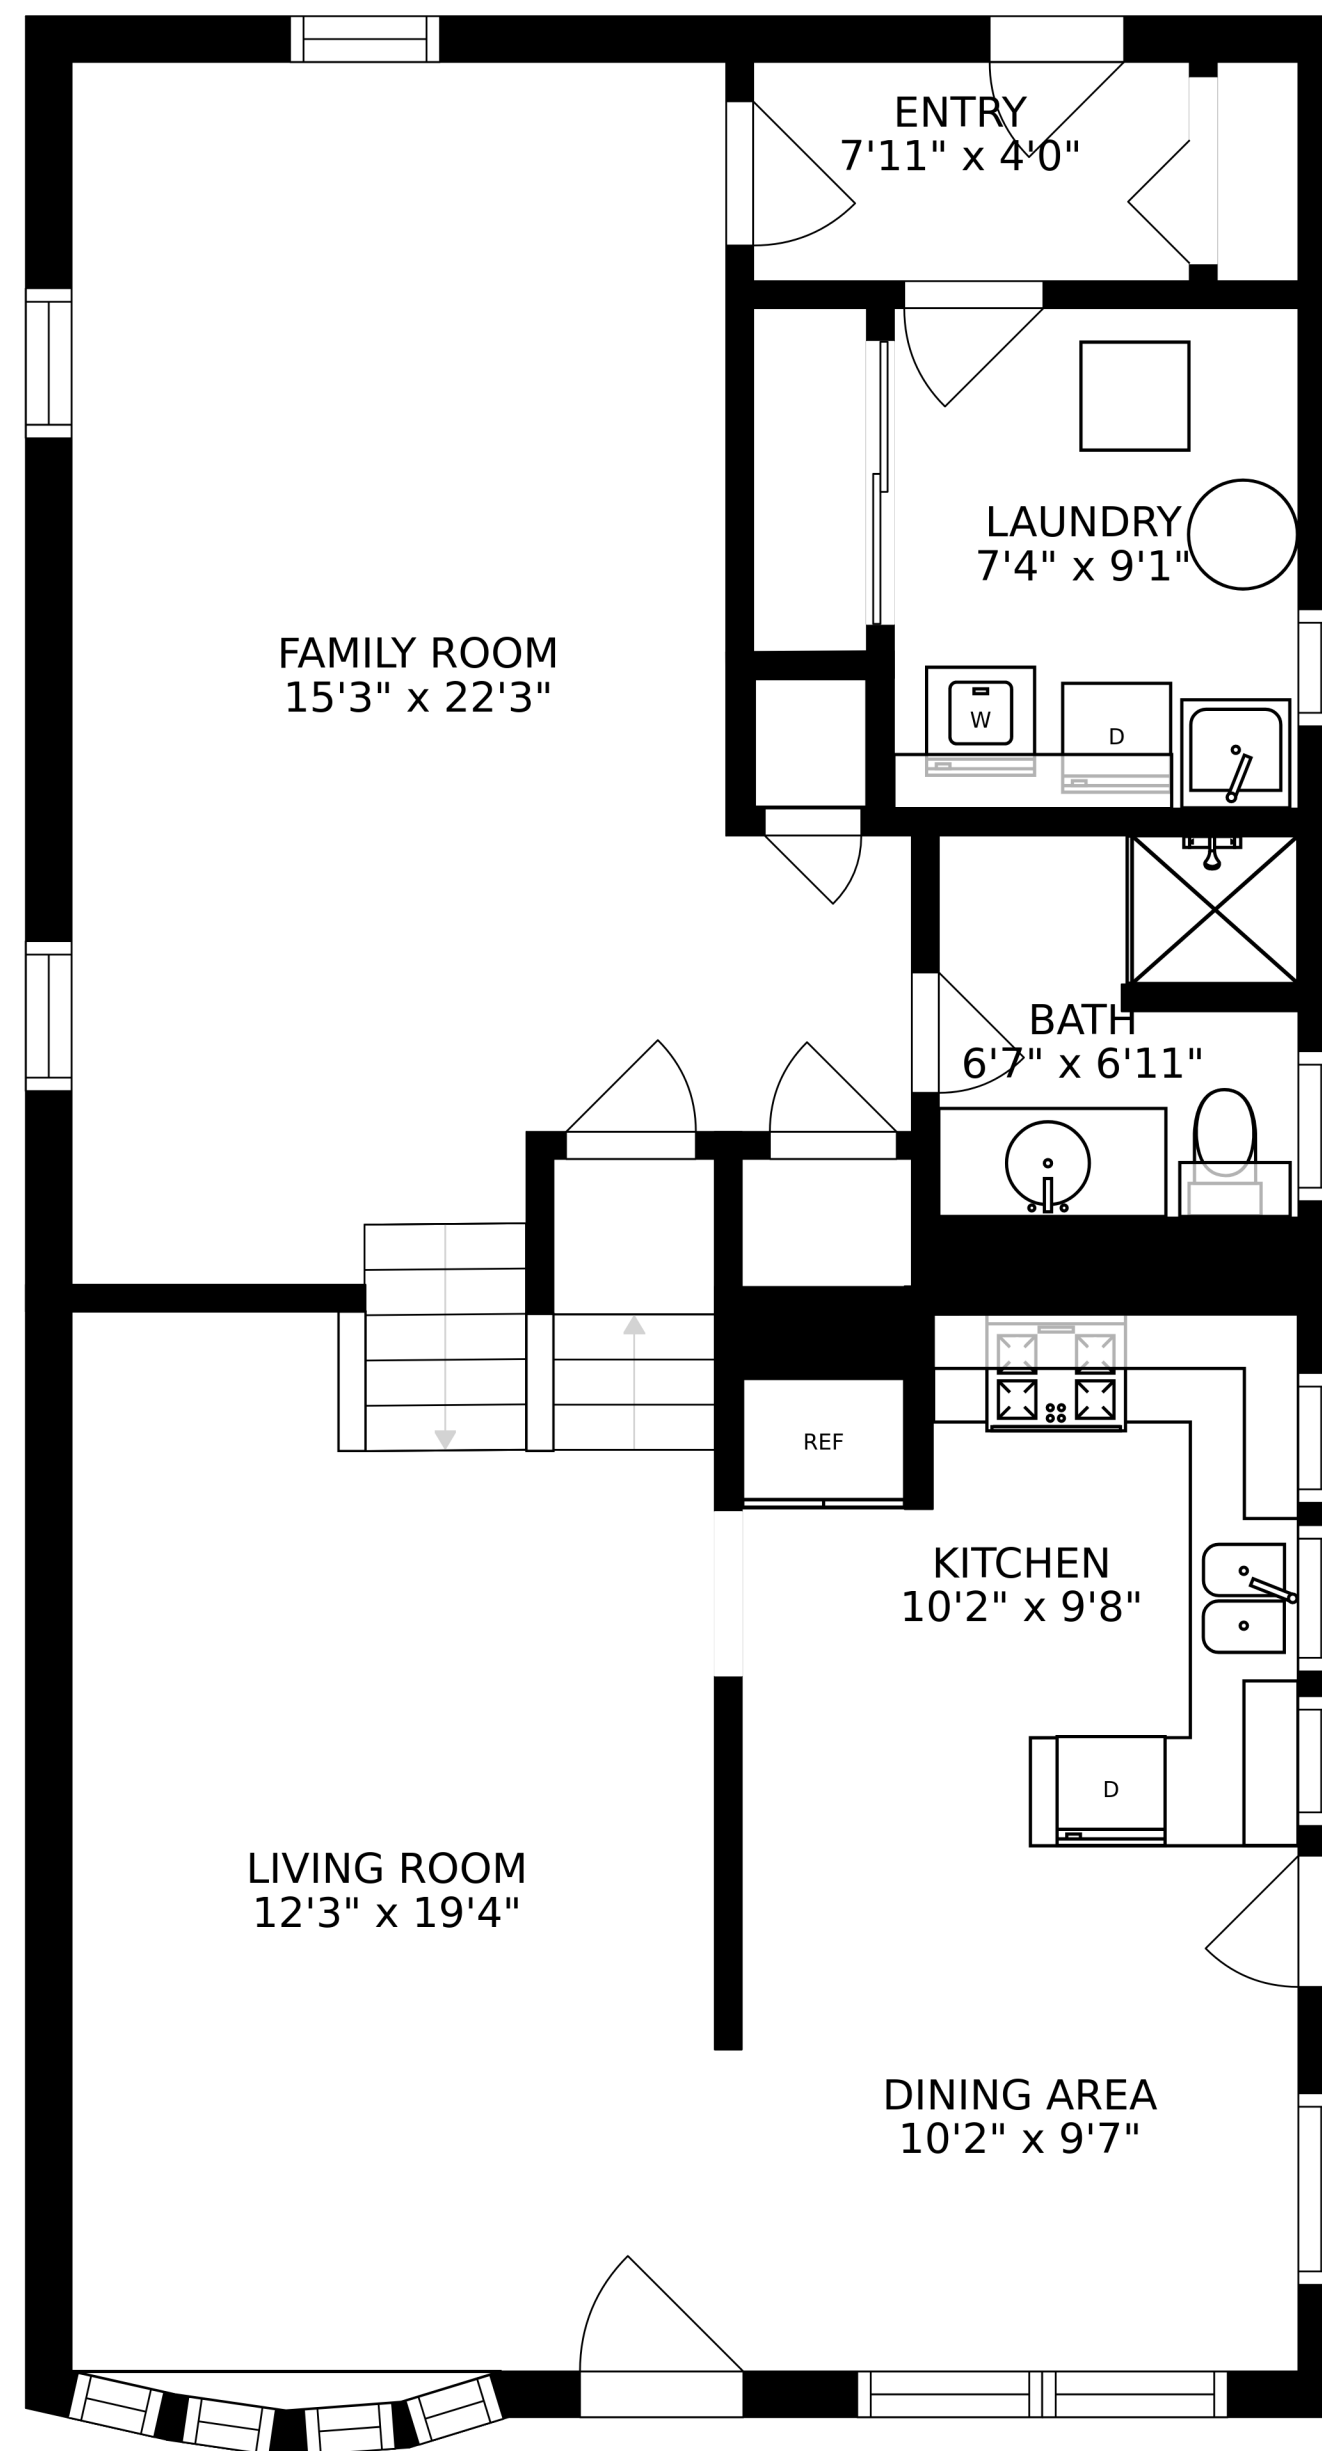 ENTRY
7'11" x 4'0"
LAUNDRY
7'4" x 9'1"
FAMILY ROOM
15'3" x 22'3"
W
D
BATH
6'7" x 6'11"
REF
KITCHEN
10'2" x 9'8"
D
LIVING ROOM
12'3" x 19'4"
DINING AREA
10'2" x 9'7"